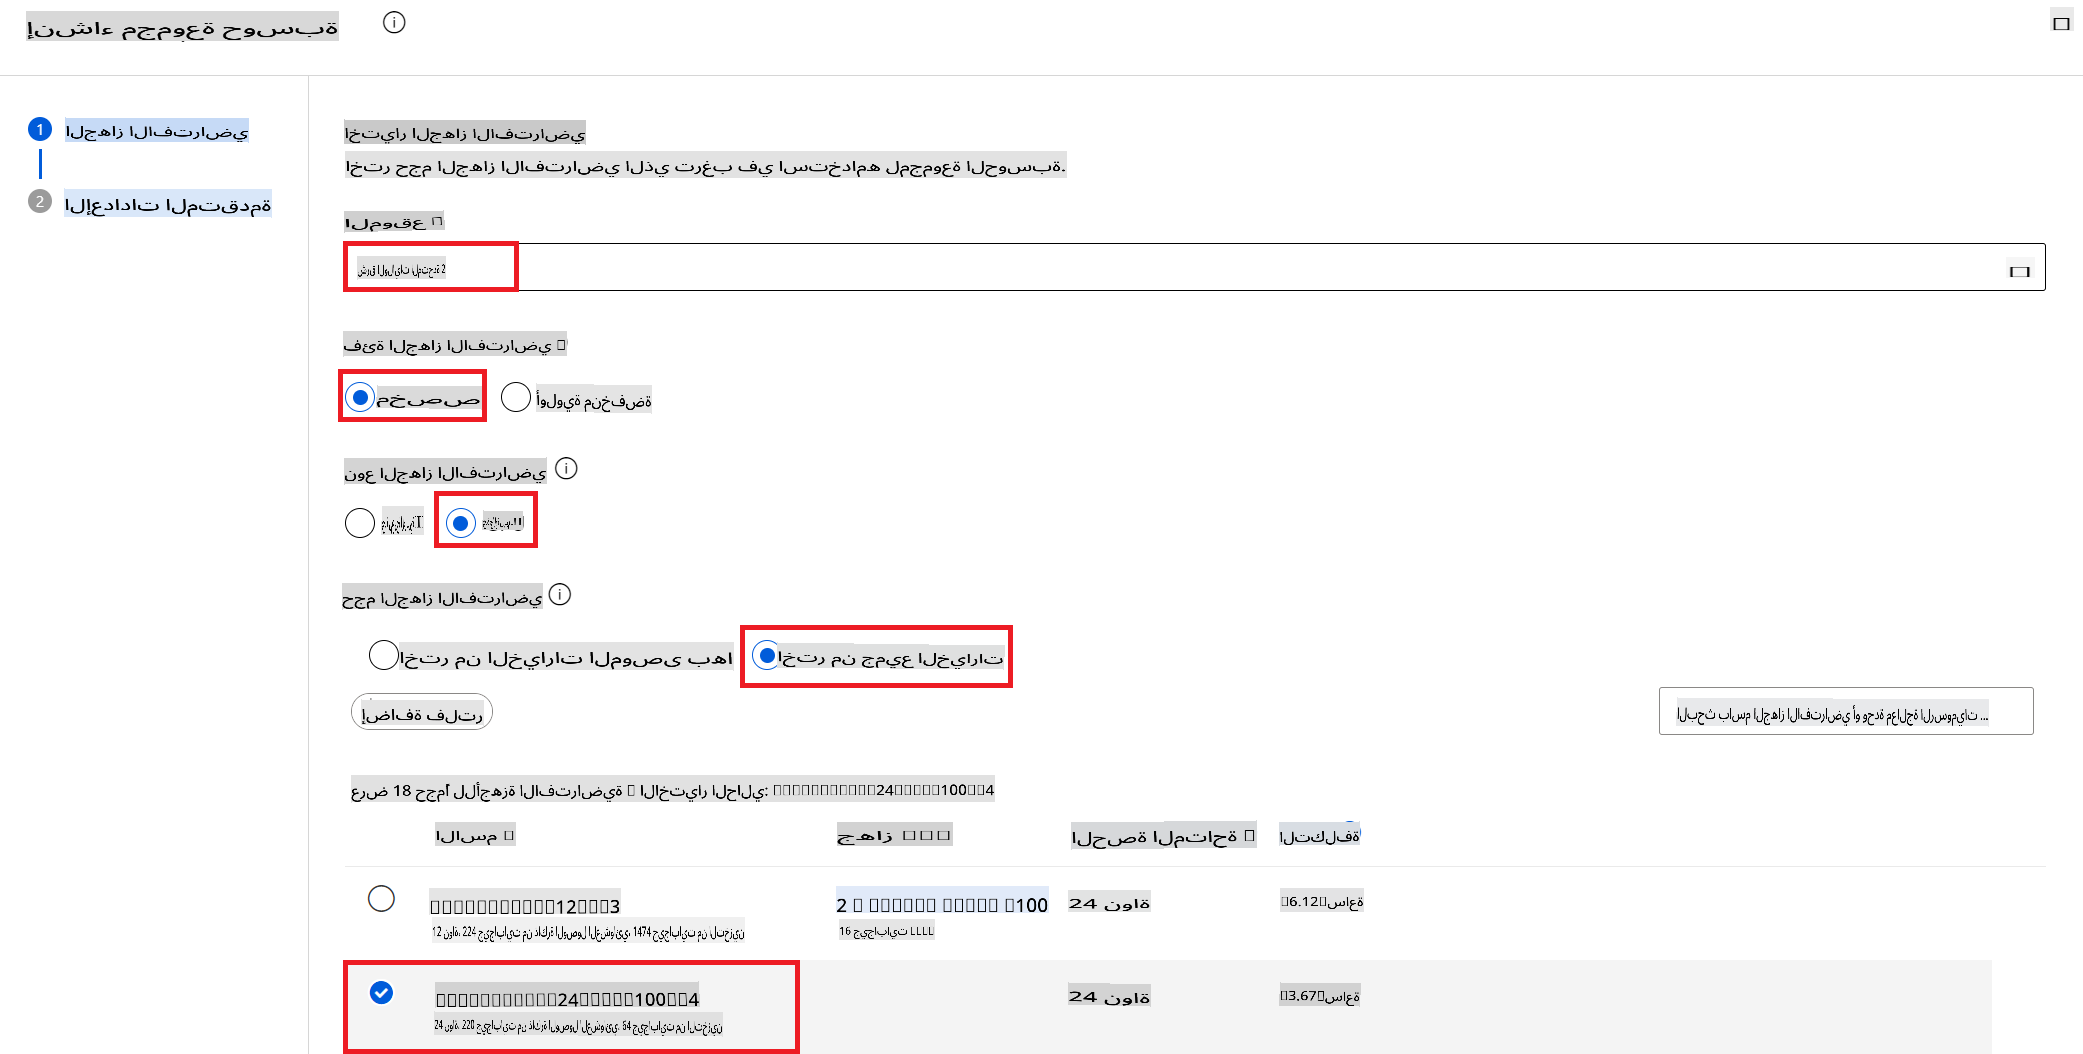 إنشاء مجموعة حوسبة
1 الجهاز الافتراضي
2 الإعدادات المتقدمة
اختيار الجهاز الافتراضي
اختر حجم الجهاز الافتراضي الذي ترغب في استخدامه لمجموعة الحوسبة.
الموقع
شرق الولايات المتحدة 2
فئة الجهاز الافتراضي
مخصص
أولوية منخفضة
نوع الجهاز الافتراضي
حجم الجهاز الافتراضي
اختر من الخيارات الموصى بها
اختر من جميع الخيارات
إضافة فلتر
البحث باسم الجهاز الافتراضي أو وحدة معالجة الرسوميات ...
عرض 18 حجمًا للأجهزة الافتراضية الاختيار الحالي: 24 100 4
الاسم
جهاز
الحصة المتاحة
التكلفة
12 3
12 نواة، 224 جيجابايت من ذاكرة الوصول العشوائي، 1474 جيجابايت من التخزين
2 100
16 جيجابايت
24 نواة
6.12 ساعة
24 100 4
24 نواة، 220 جيجابايت من ذاكرة الوصول العشوائي، 64 جيجابايت من التخزين
24 نواة
3.67 ساعة